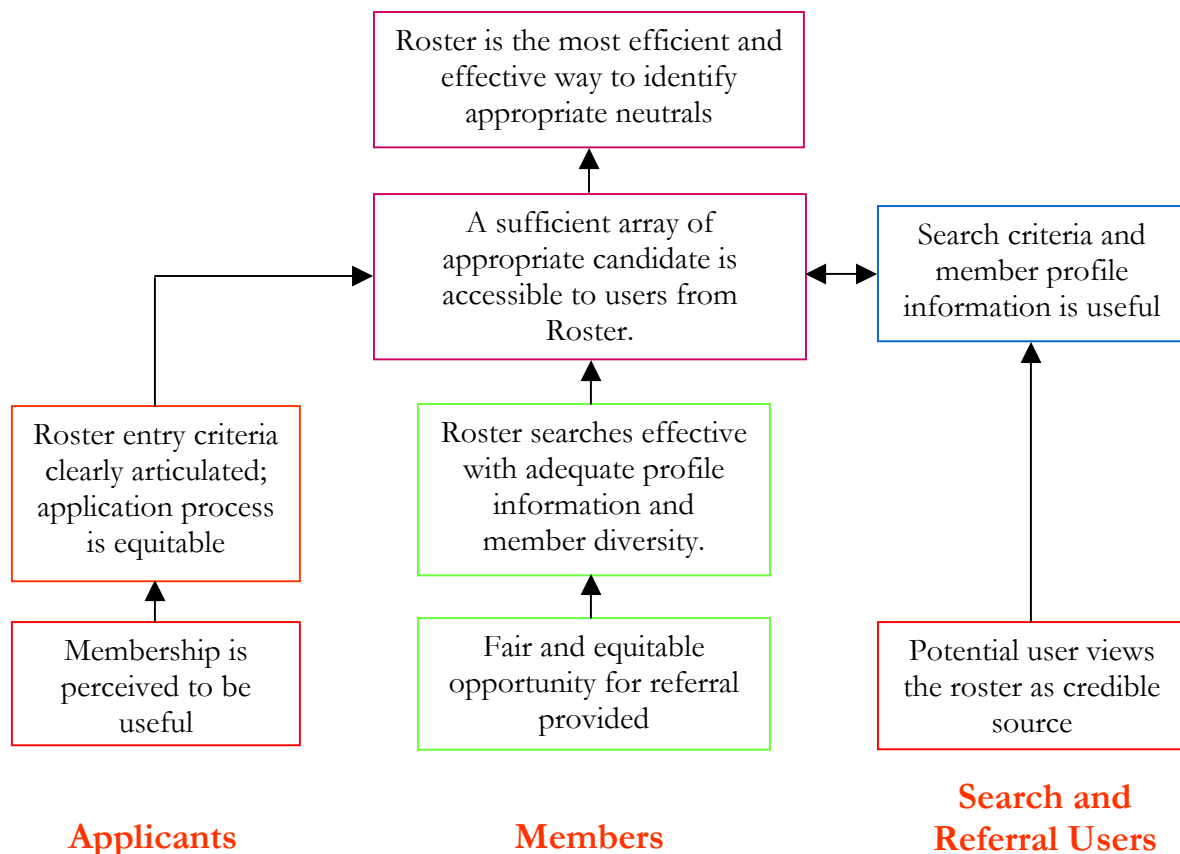 Roster is the most efficient and
effective way to identify
appropriate neutrals
A sufficient array of
appropriate candidate is
accessible to users from
Roster.
Search criteria and
member profile
information is useful
Roster entry criteria
clearly articulated;
application process
is equitable
Roster searches effective
with adequate profile
information and
member diversity.
Membership is
perceived to be
useful
Fair and equitable
opportunity for referral
provided
Potential user views
the roster as credible
source
Applicants
Members
Search and
Referral Users